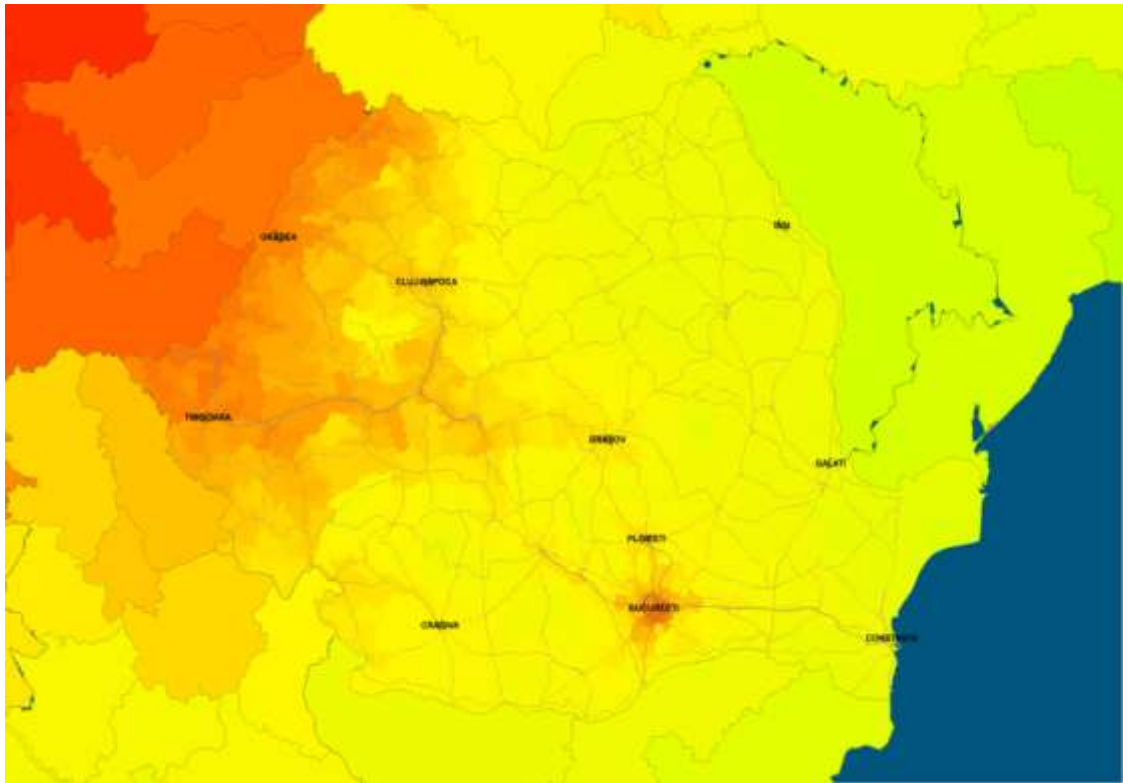 IAȘI
ORADEA
CLUJ-NAPOCA
TIMIȘOARA
BRAȘOV
GALAȚI
PLOIEȘTI
BUCUREȘTI
CRAIOVA
CONSTANȚA